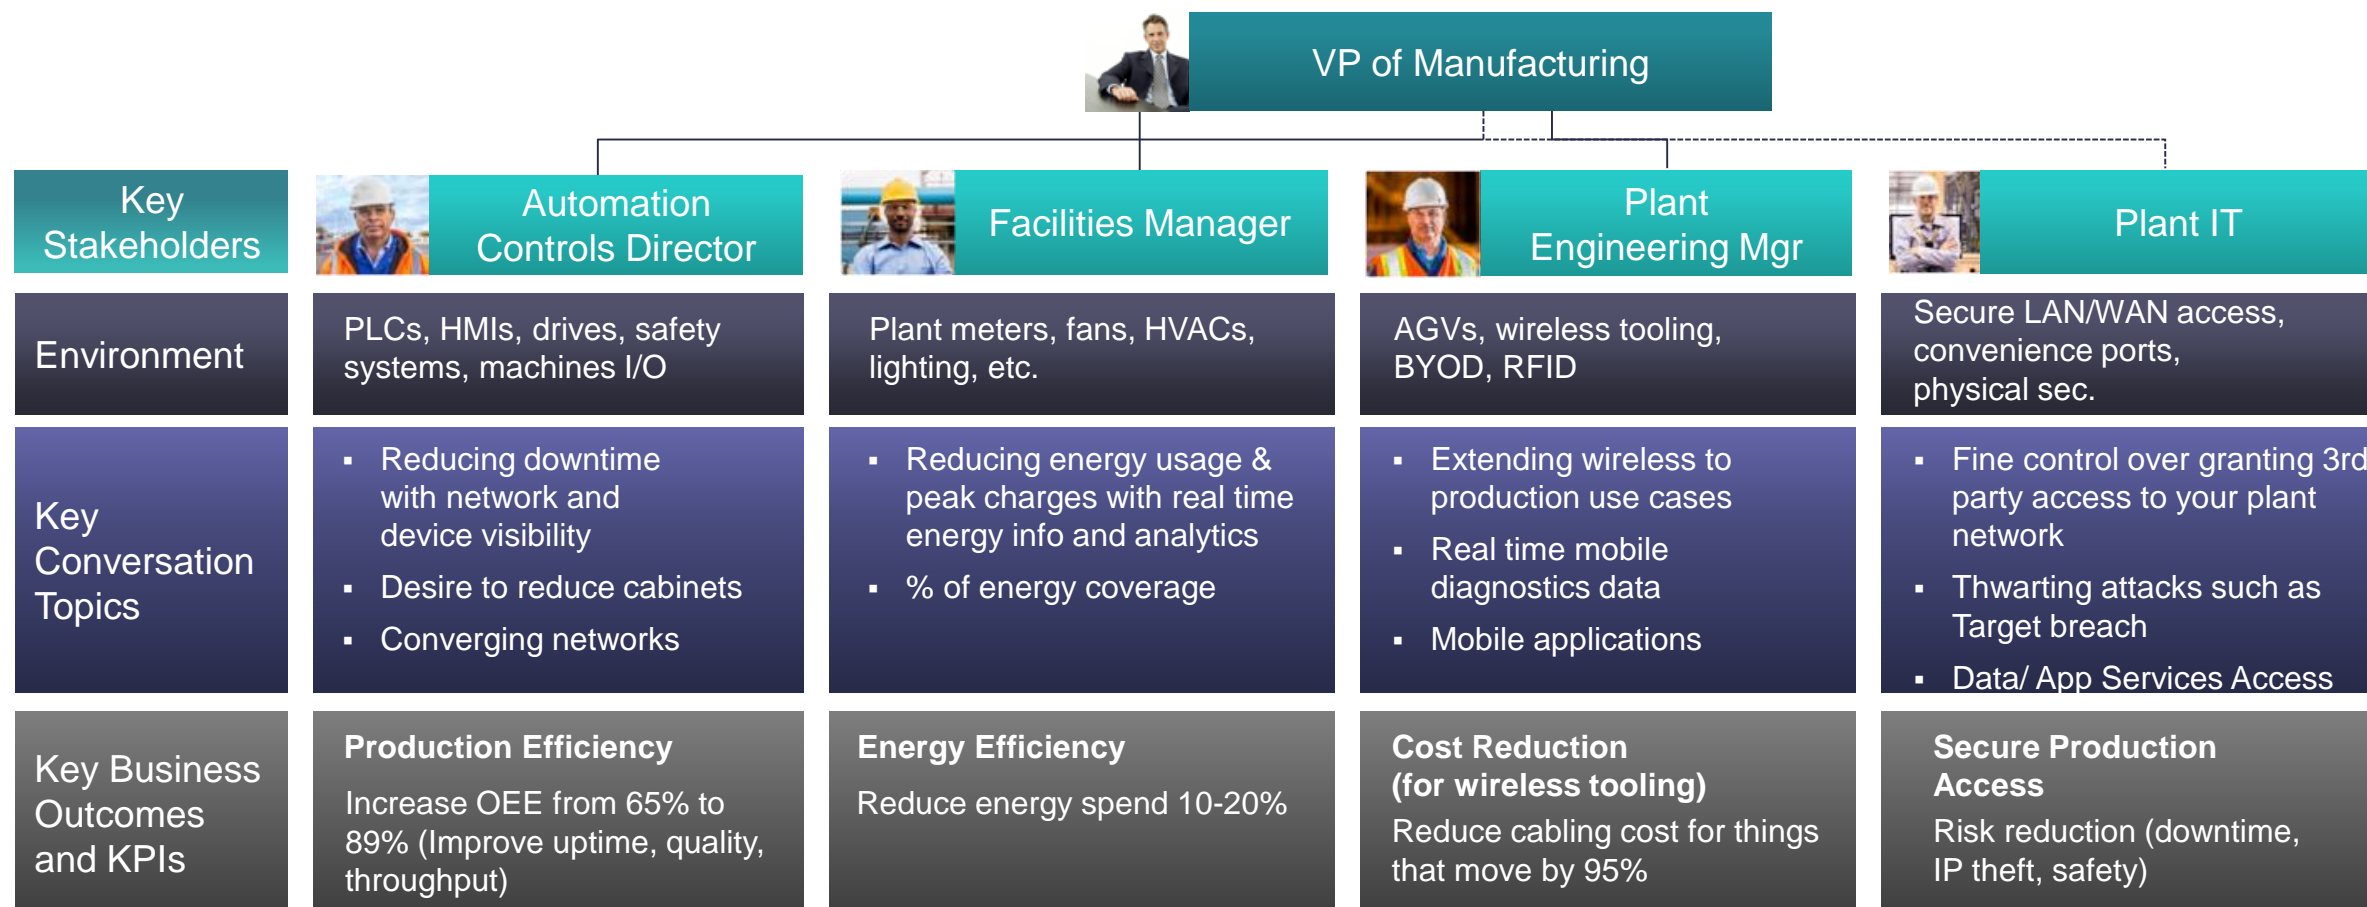 VP of Manufacturing
Key
Stakeholders
Automation
Controls Director
Facilities Manager
Plant
Engineering Mgr
Plant IT
Environment
PLCs, HMIs, drives, safety
systems, machines I/O
Plant meters, fans, HVACs,
lighting, etc.
AGVs, wireless tooling,
BYOD, RFID
Secure LAN/WAN access,
convenience ports,
physical sec.
Key
Conversation
Topics
▪ Reducing downtime
with network and
device visibility
▪ Desire to reduce cabinets
▪ Converging networks
▪ Reducing energy usage &
peak charges with real time
energy info and analytics
▪ % of energy coverage
▪ Extending wireless to
production use cases
▪ Real time mobile
diagnostics data
▪ Mobile applications
▪ Fine control over granting 3rd
party access to your plant
network
▪ Thwarting attacks such as
Target breach
▪ Data/ App Services Access
Key Business
Outcomes
and KPIs
Production Efficiency
Increase OEE from 65% to
89% (Improve uptime, quality,
throughput)
Energy Efficiency
Reduce energy spend 10-20%
Cost Reduction
(for wireless tooling)
Reduce cabling cost for things
that move by 95%
Secure Production
Access
Risk reduction (downtime,
IP theft, safety)